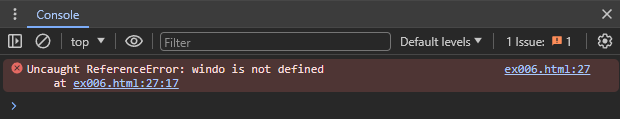 Console
top Filter Default levels 1 Issue: 1
Uncaught ReferenceError: windo is not defined ex006.html:27
at ex006.html:27:17